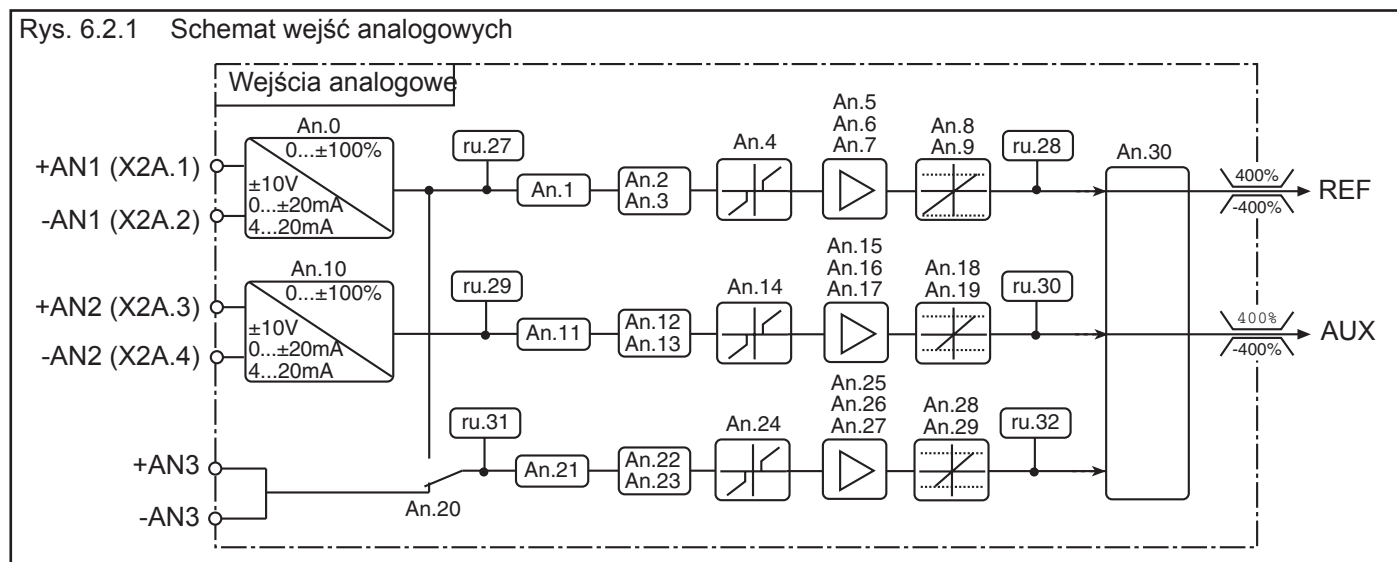 Rys. 6.2.1 Schemat wejść analogowych
Wejścia analogowe
An.0
0...±100%
±10V
0...±20mA
4...20mA
+AN1 (X2A.1)
-AN1 (X2A.2)
ru.27
An.1
An.2
An.3
An.4
An.5
An.6
An.7
An.8
An.9
ru.28
An.30
400%
-400%
REF
An.10
0...±100%
±10V
0...±20mA
4...20mA
+AN2 (X2A.3)
-AN2 (X2A.4)
ru.29
An.11
An.12
An.13
An.14
An.15
An.16
An.17
An.18
An.19
ru.30
400%
-400%
AUX
+AN3
-AN3
An.20
ru.31
An.21
An.22
An.23
An.24
An.25
An.26
An.27
An.28
An.29
ru.32